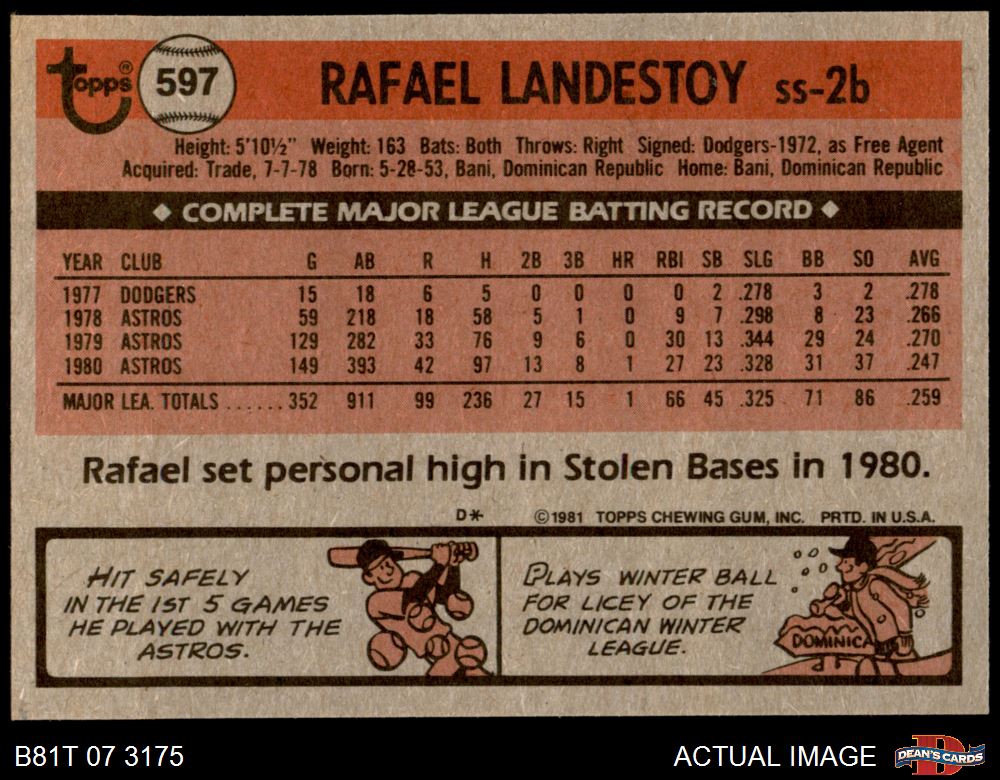 topps® 597 RAFAEL LANDESTOY ss-2b
Height: 5'10½" Weight: 163 Bats: Both Throws: Right Signed: Dodgers-1972, as Free Agent
Acquired: Trade, 7-7-78 Born: 5-28-53, Bani, Dominican Republic Home: Bani, Dominican Republic
◆ COMPLETE MAJOR LEAGUE BATTING RECORD ◆
YEAR CLUB G AB R H 2B 3B HR RBI SB SLG BB SO AVG
1977 DODGERS 15 18 6 5 0 0 0 0 2 .278 3 2 .278
1978 ASTROS 59 218 18 58 5 1 0 9 7 .298 8 23 .266
1979 ASTROS 129 282 33 76 9 6 0 30 13 .344 29 24 .270
1980 ASTROS 149 393 42 97 13 8 1 27 23 .328 31 37 .247
MAJOR LEA. TOTALS ...... 352 911 99 236 27 15 1 66 45 .325 71 86 .259
Rafael set personal high in Stolen Bases in 1980.
D* ©1981 TOPPS CHEWING GUM, INC. PRTD. IN U.S.A.
HIT SAFELY
IN THE 1ST 5 GAMES
HE PLAYED WITH THE
ASTROS.
PLAYS WINTER BALL
FOR LICEY OF THE
DOMINICAN WINTER
LEAGUE.
DOMINICA
B81T 07 3175 ACTUAL IMAGE DEAN'S CARDS